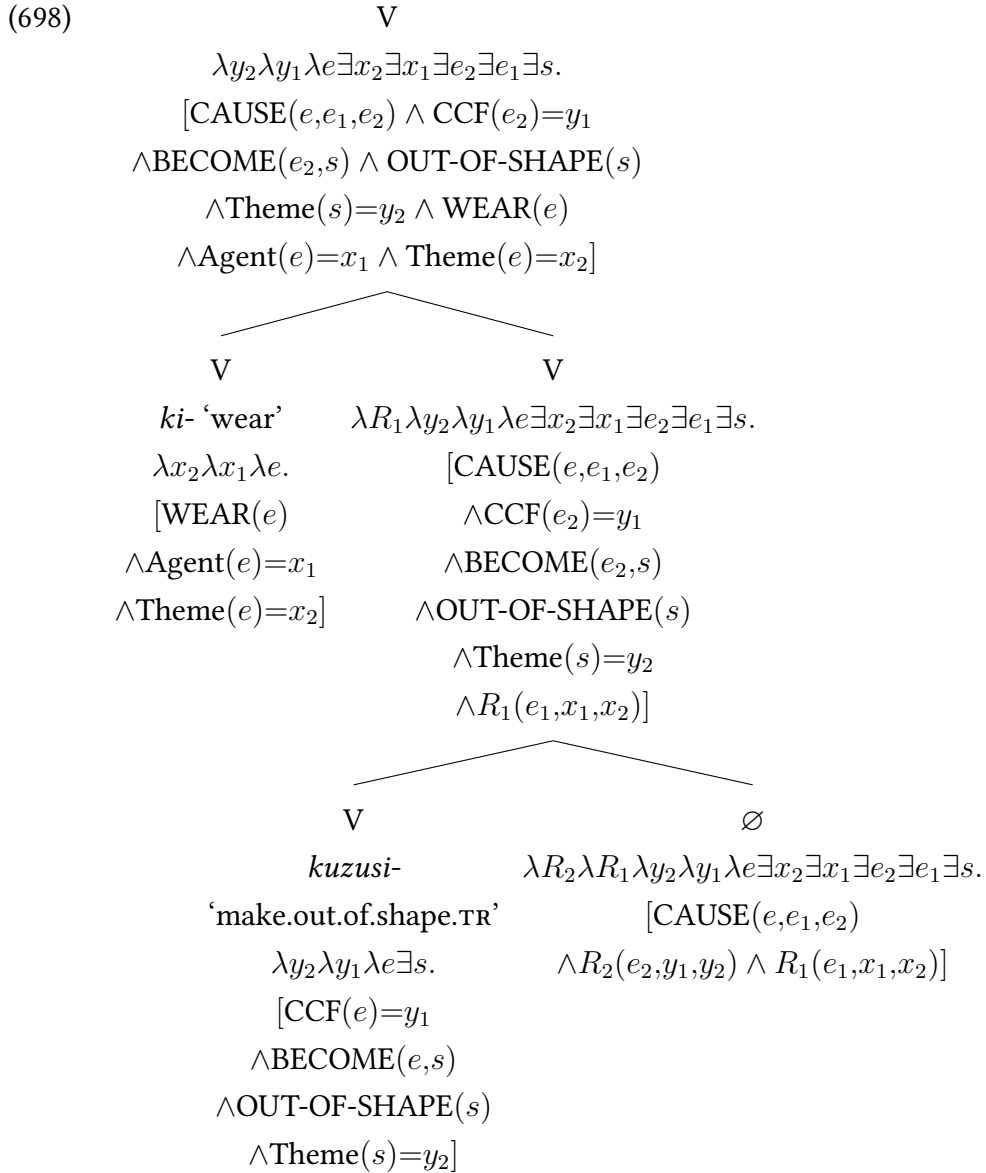 (698) V
λy₂λy₁λe∃x₂∃x₁∃e₂∃e₁∃s.
[CAUSE(e,e₁,e₂) ∧ CCF(e₂)=y₁
∧BECOME(e₂,s) ∧ OUT-OF-SHAPE(s)
∧Theme(s)=y₂ ∧ WEAR(e)
∧Agent(e)=x₁ ∧ Theme(e)=x₂]
V
ki- ‘wear’
λx₂λx₁λe.
[WEAR(e)
∧Agent(e)=x₁
∧Theme(e)=x₂]
V
λR₁λy₂λy₁λe∃x₂∃x₁∃e₂∃e₁∃s.
[CAUSE(e,e₁,e₂)
∧CCF(e₂)=y₁
∧BECOME(e₂,s)
∧OUT-OF-SHAPE(s)
∧Theme(s)=y₂
∧R₁(e₁,x₁,x₂)]
V
kuzusi-
‘make.out.of.shape.TR’
λy₂λy₁λe∃s.
[CCF(e)=y₁
∧BECOME(e,s)
∧OUT-OF-SHAPE(s)
∧Theme(s)=y₂]
∅
λR₂λR₁λy₂λy₁λe∃x₂∃x₁∃e₂∃e₁∃s.
[CAUSE(e,e₁,e₂)
∧R₂(e₂,y₁,y₂) ∧ R₁(e₁,x₁,x₂)]